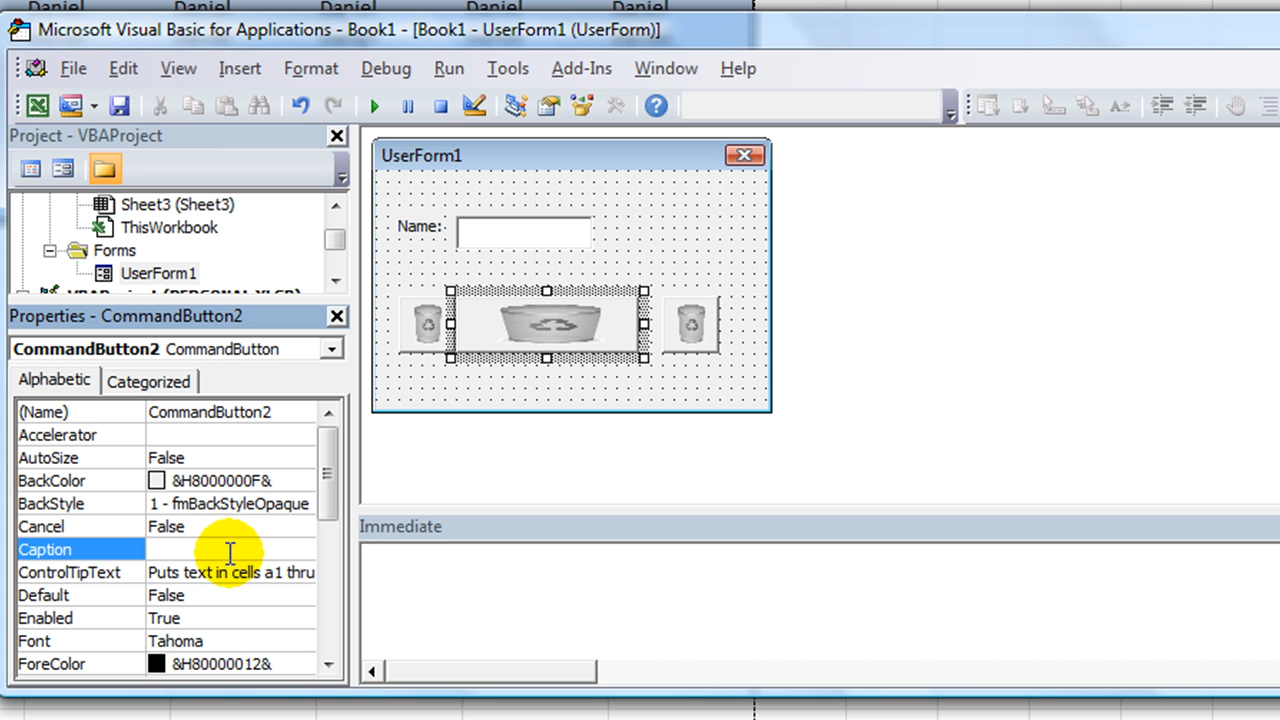 Daniel Daniel Daniel Daniel Daniel
Microsoft Visual Basic for Applications - Book1 - [Book1 - UserForm1 (UserForm)]
File Edit View Insert Format Debug Run Tools Add-Ins Window Help
Project - VBAProject
Sheet3 (Sheet3)
ThisWorkbook
Forms
UserForm1
Properties - CommandButton2
CommandButton2 CommandButton
Alphabetic Categorized
(Name) CommandButton2
Accelerator
AutoSize False
BackColor &H8000000F&
BackStyle 1 - fmBackStyleOpaque
Cancel False
Caption
ControlTipText Puts text in cells a1 thru
Default False
Enabled True
Font Tahoma
ForeColor &H80000012&
UserForm1
Name:
Immediate